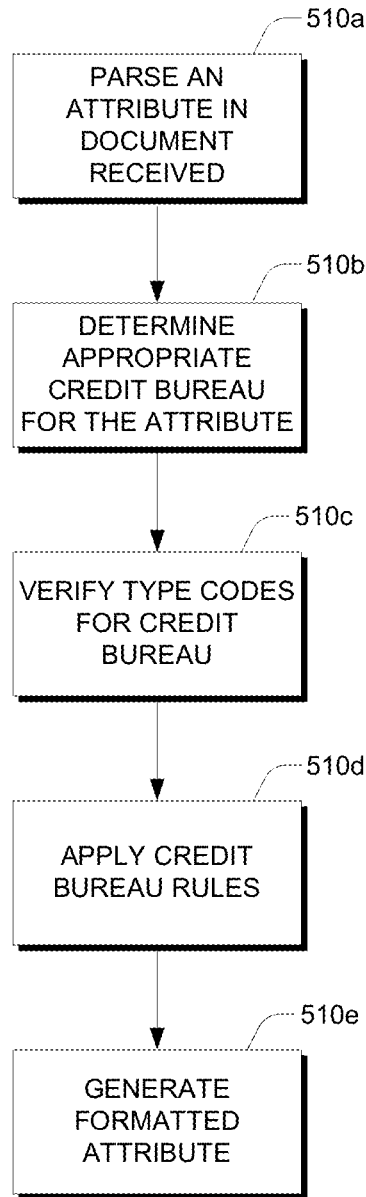 510a
PARSE AN
ATTRIBUTE IN
DOCUMENT
RECEIVED
510b
DETERMINE
APPROPRIATE
CREDIT BUREAU
FOR THE ATTRIBUTE
510c
VERIFY TYPE CODES
FOR CREDIT
BUREAU
510d
APPLY CREDIT
BUREAU RULES
510e
GENERATE
FORMATTED
ATTRIBUTE